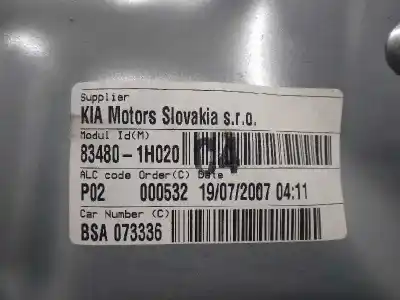 Supplier
KIA Motors Slovakia s.r.o.
Modul Id(M)
83480-1H020
04
ALC code Order(C) Date
P02 000532 19/07/2007 04:11
Car Number (C)
BSA 073336